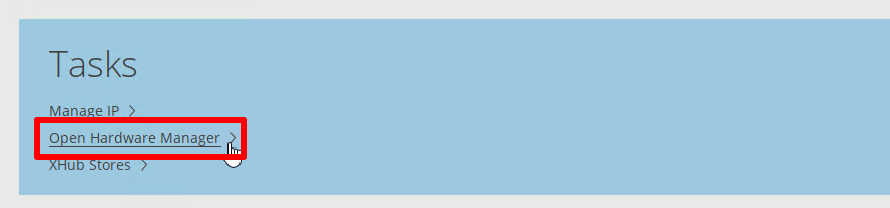 Tasks
Manage IP
Open Hardware Manager
XHub Stores